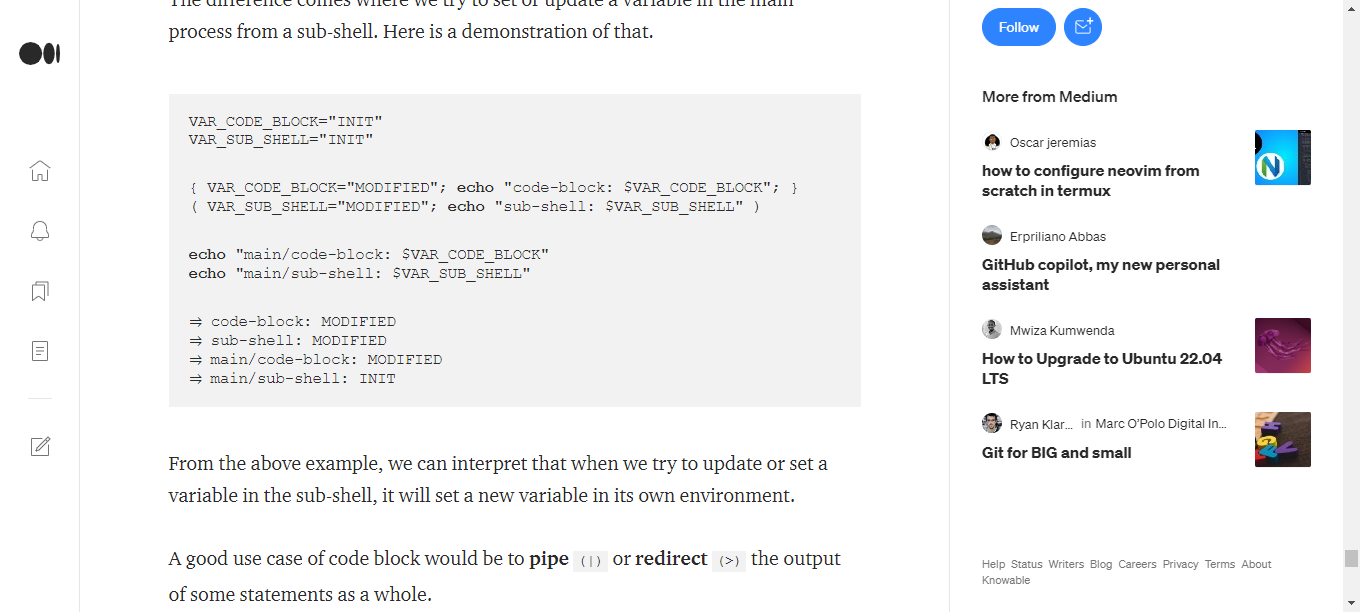 The difference comes where we try to set or update a variable in the main
process from a sub-shell. Here is a demonstration of that.
VAR_CODE_BLOCK="INIT"
VAR_SUB_SHELL="INIT"
{ VAR_CODE_BLOCK="MODIFIED"; echo "code-block: $VAR_CODE_BLOCK"; }
( VAR_SUB_SHELL="MODIFIED"; echo "sub-shell: $VAR_SUB_SHELL" )
echo "main/code-block: $VAR_CODE_BLOCK"
echo "main/sub-shell: $VAR_SUB_SHELL"
⇒ code-block: MODIFIED
⇒ sub-shell: MODIFIED
⇒ main/code-block: MODIFIED
⇒ main/sub-shell: INIT
From the above example, we can interpret that when we try to update or set a
variable in the sub-shell, it will set a new variable in its own environment.
A good use case of code block would be to pipe (|) or redirect (>) the output
of some statements as a whole.
Follow
More from Medium
Oscar jeremias
how to configure neovim from
scratch in termux
Erpriliano Abbas
GitHub copilot, my new personal
assistant
Mwiza Kumwenda
How to Upgrade to Ubuntu 22.04
LTS
Ryan Klar... in Marc O'Polo Digital In...
Git for BIG and small
Help Status Writers Blog Careers Privacy Terms About
Knowable